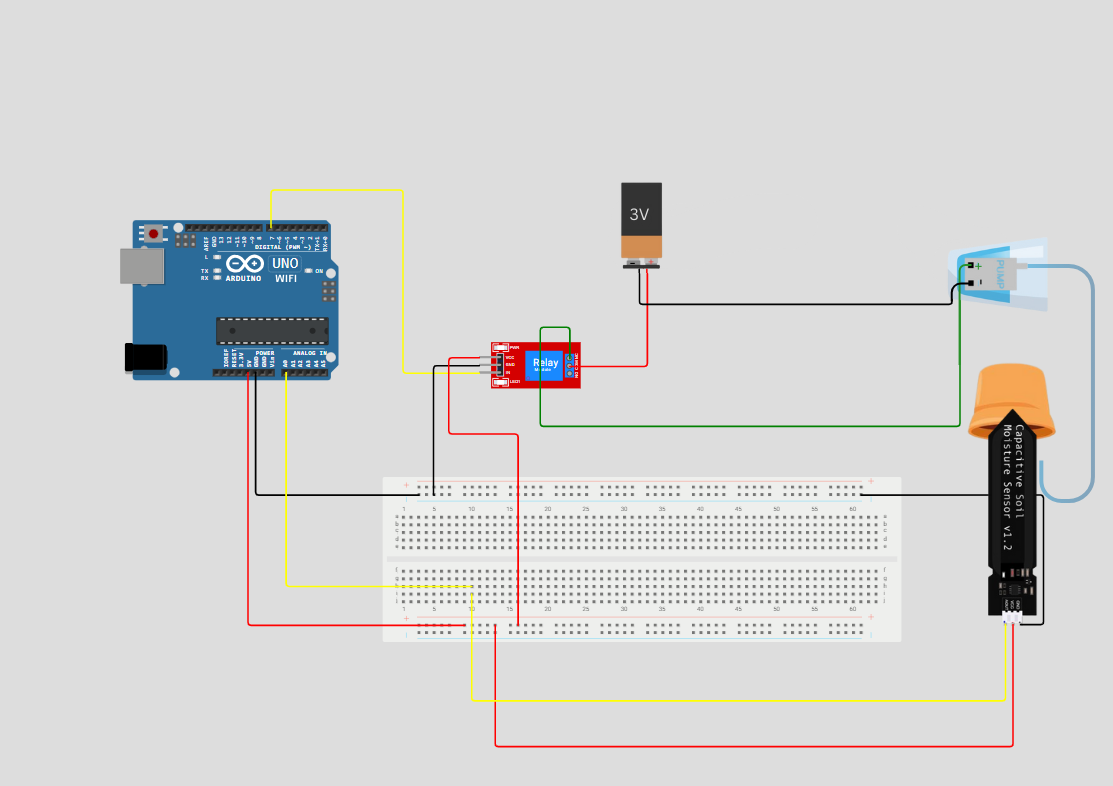 3V
AREF
GND
13
12
~11
~10
~9
8
7
~6
~5
4
~3
2
TX→1
RX←0
DIGITAL (PWM ~)
L
TX
RX
ARDUINO
UNO
WIFI
ON
PUMP
+
-
PWR
VCC
GND
IN
LED1
Relay
Module
POWER
ANALOG IN
IOREF
RESET
3.3V
5V
GND
GND
Vin
A0
A1
A2
A3
A4
A5
Capacitive Soil
Moisture Sensor v1.2
1 5 10 15 20 25 30 35 40 45 50 55 60
a a
b b
c c
d d
e e
f f
g g
h h
i i
j j
1 5 10 15 20 25 30 35 40 45 50 55 60
AOUT
VCC
GND